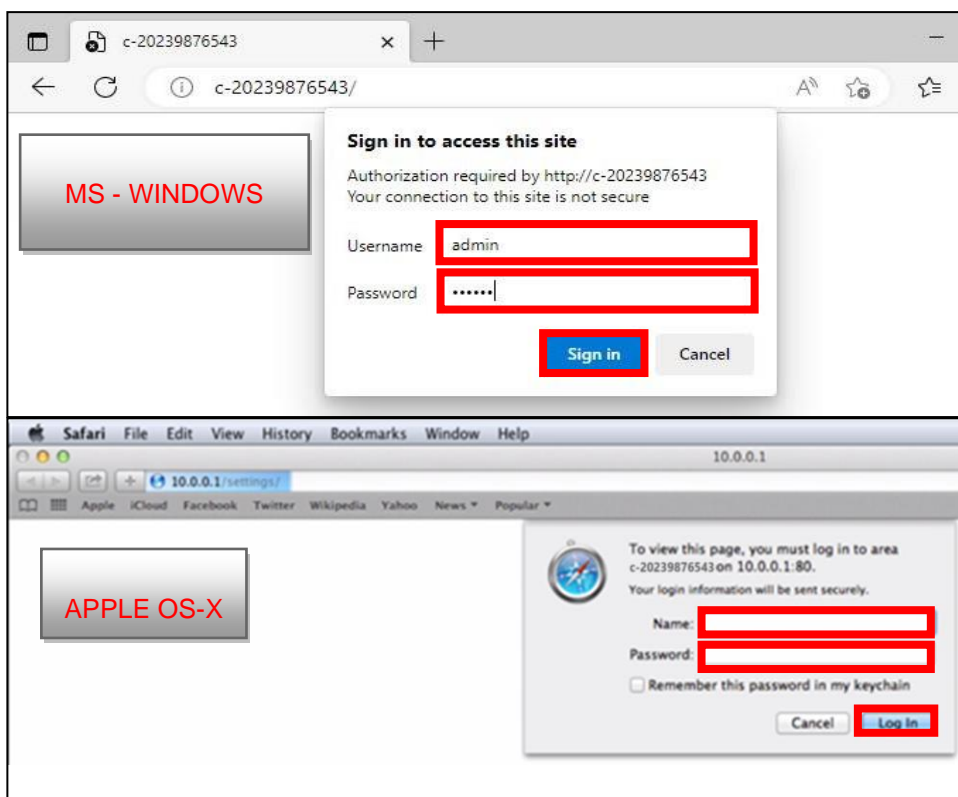 c-20239876543
c-20239876543/
MS - WINDOWS
Sign in to access this site
Authorization required by http://c-20239876543
Your connection to this site is not secure
Username admin
Password ••••••
Sign in Cancel
Safari File Edit View History Bookmarks Window Help
10.0.0.1
10.0.0.1/settings/
Apple iCloud Facebook Twitter Wikipedia Yahoo News Popular
APPLE OS-X
To view this page, you must log in to area
c-20239876543 on 10.0.0.1:80.
Your login information will be sent securely.
Name:
Password:
Remember this password in my keychain
Cancel Log In